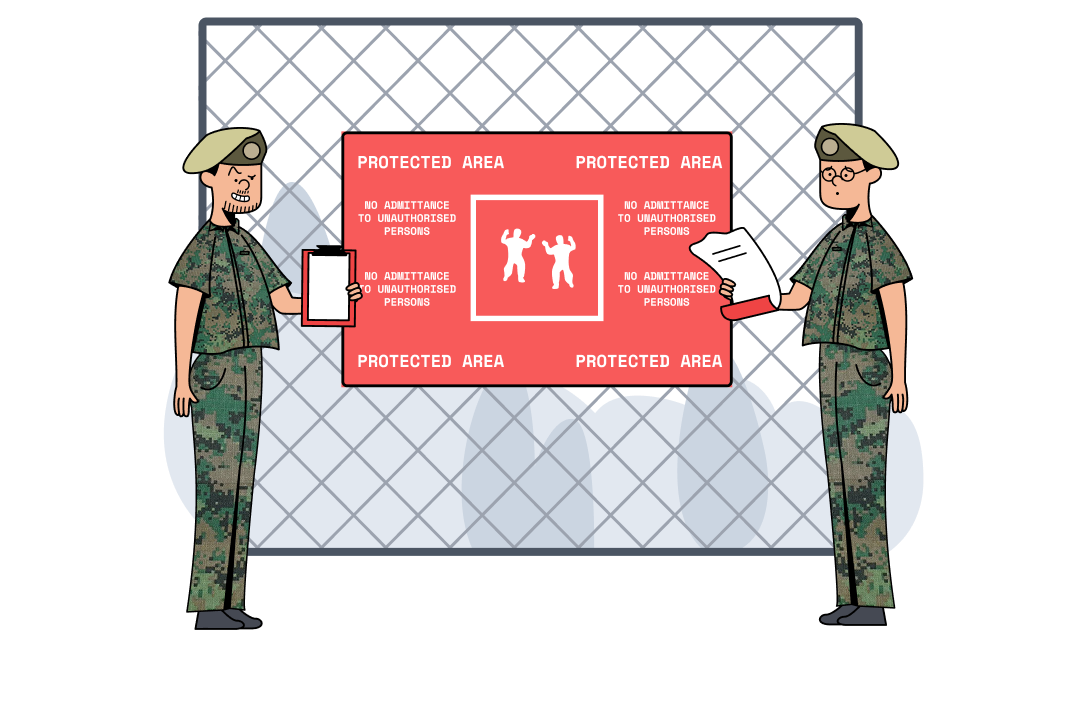 PROTECTED AREA
PROTECTED AREA
NO ADMITTANCE
TO UNAUTHORISED
PERSONS
NO ADMITTANCE
TO UNAUTHORISED
PERSONS
NO ADMITTANCE
TO UNAUTHORISED
PERSONS
NO ADMITTANCE
TO UNAUTHORISED
PERSONS
PROTECTED AREA
PROTECTED AREA